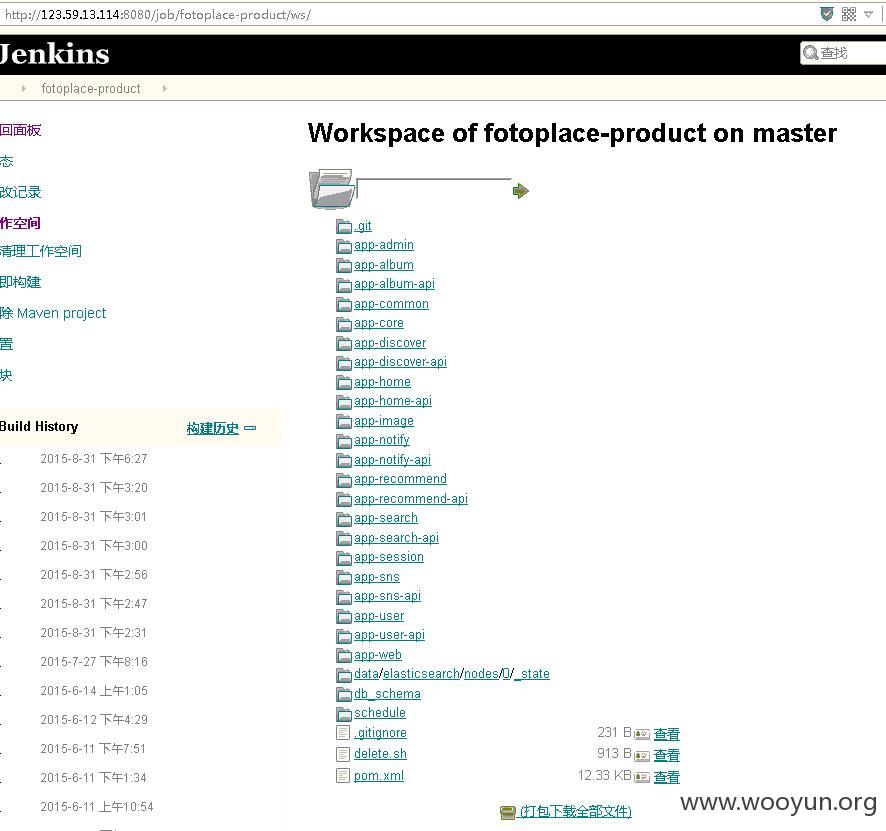 http://123.59.13.114:8080/job/fotoplace-product/ws/
Jenkins
查找
fotoplace-product
回面板
态
改记录
作空间
清理工作空间
即构建
除 Maven project
置
块
Build History
构建历史
2015-8-31 下午6:27
2015-8-31 下午3:20
2015-8-31 下午3:01
2015-8-31 下午3:00
2015-8-31 下午2:56
2015-8-31 下午2:47
2015-8-31 下午2:31
2015-7-27 下午8:16
2015-6-14 上午1:05
2015-6-12 下午4:29
2015-6-11 下午7:51
2015-6-11 下午1:34
2015-6-11 上午10:54
Workspace of fotoplace-product on master
.git
app-admin
app-album
app-album-api
app-common
app-core
app-discover
app-discover-api
app-home
app-home-api
app-image
app-notify
app-notify-api
app-recommend
app-recommend-api
app-search
app-search-api
app-session
app-sns
app-sns-api
app-user
app-user-api
app-web
data/elasticsearch/nodes/0/_state
db_schema
schedule
.gitignore 231 B 查看
delete.sh 913 B 查看
pom.xml 12.33 KB 查看
(打包下载全部文件)
www.wooyun.org